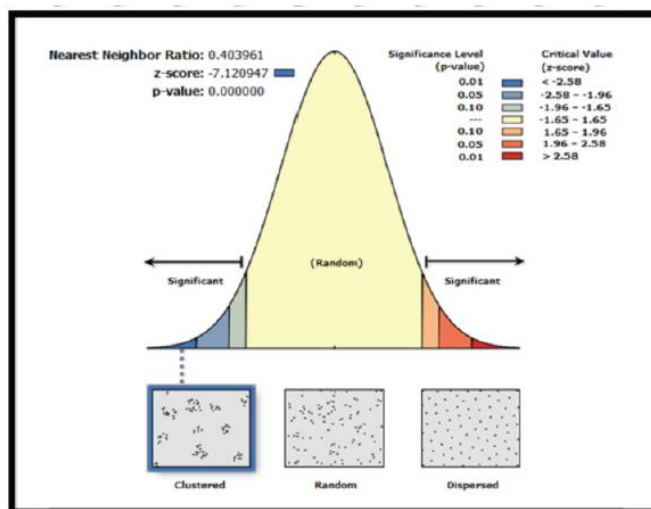 Nearest Neighbor Ratio: 0.403961
z-score: -7.120947
p-value: 0.000000
Significance Level
(p-value)
Critical Value
(z-score)
0.01 < -2.58
0.05 -2.58 - -1.96
0.10 -1.96 - -1.65
--- -1.65 - 1.65
0.10 1.65 - 1.96
0.05 1.96 - 2.58
0.01 > 2.58
(Random)
Significant
Significant
Clustered
Random
Dispersed